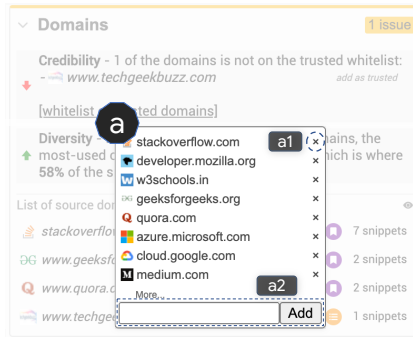 Domains
1 issue
Credibility - 1 of the domains is not on the trusted whitelist:
- www.techgeekbuzz.com
add as trusted
[whitelist ted domains]
a
Diversity - ains, the
most-used d hich is where
58% of the s
stackoverflow.com ×
a1
developer.mozilla.org ×
w3schools.in ×
geeksforgeeks.org ×
quora.com ×
azure.microsoft.com ×
cloud.google.com ×
medium.com ×
More...
a2
Add
List of source do
stackoverflo 7 snippets
www.geeksf 2 snippets
www.quora.c 2 snippets
www.techgee 1 snippets